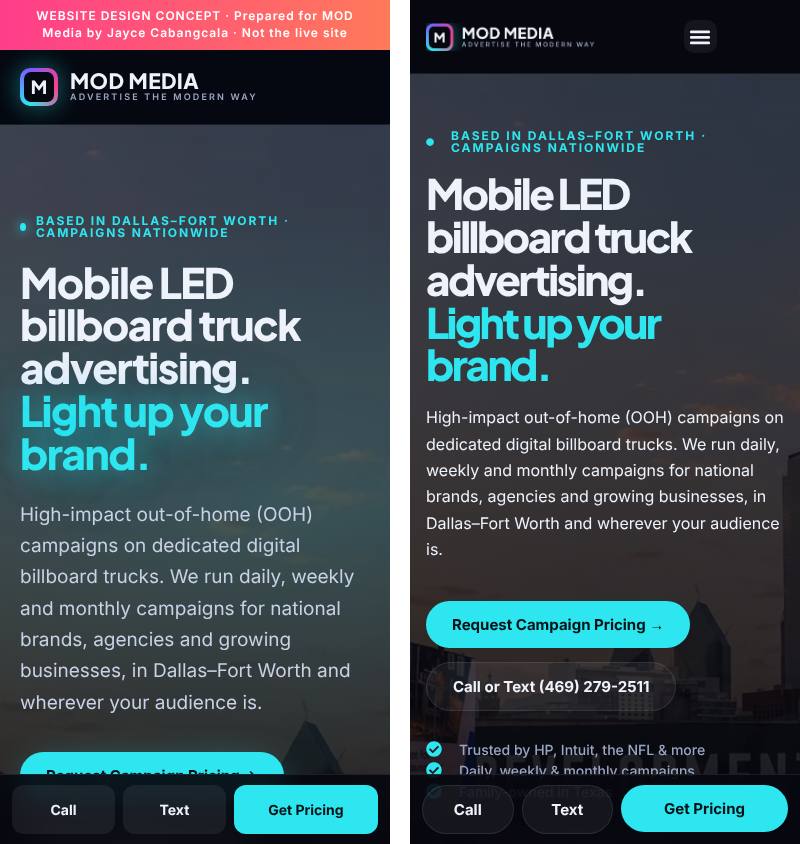 WEBSITE DESIGN CONCEPT · Prepared for MOD
Media by Jayce Cabangcala · Not the live site
M
MOD MEDIA
ADVERTISE THE MODERN WAY
BASED IN DALLAS–FORT WORTH ·
CAMPAIGNS NATIONWIDE
Mobile LED
billboard truck
advertising.
Light up your
brand.
High-impact out-of-home (OOH)
campaigns on dedicated digital
billboard trucks. We run daily, weekly
and monthly campaigns for national
brands, agencies and growing
businesses, in Dallas–Fort Worth and
wherever your audience is.
Request Campaign Pricing →
Call
Text
Get Pricing
M
MOD MEDIA
ADVERTISE THE MODERN WAY
BASED IN DALLAS–FORT WORTH ·
CAMPAIGNS NATIONWIDE
Mobile LED
billboard truck
advertising.
Light up your
brand.
High-impact out-of-home (OOH) campaigns on
dedicated digital billboard trucks. We run daily,
weekly and monthly campaigns for national
brands, agencies and growing businesses, in
Dallas–Fort Worth and wherever your audience
is.
Request Campaign Pricing →
Call or Text (469) 279-2511
Trusted by HP, Intuit, the NFL & more
Daily, weekly & monthly campaigns
Family-owned in Texas
Call
Text
Get Pricing